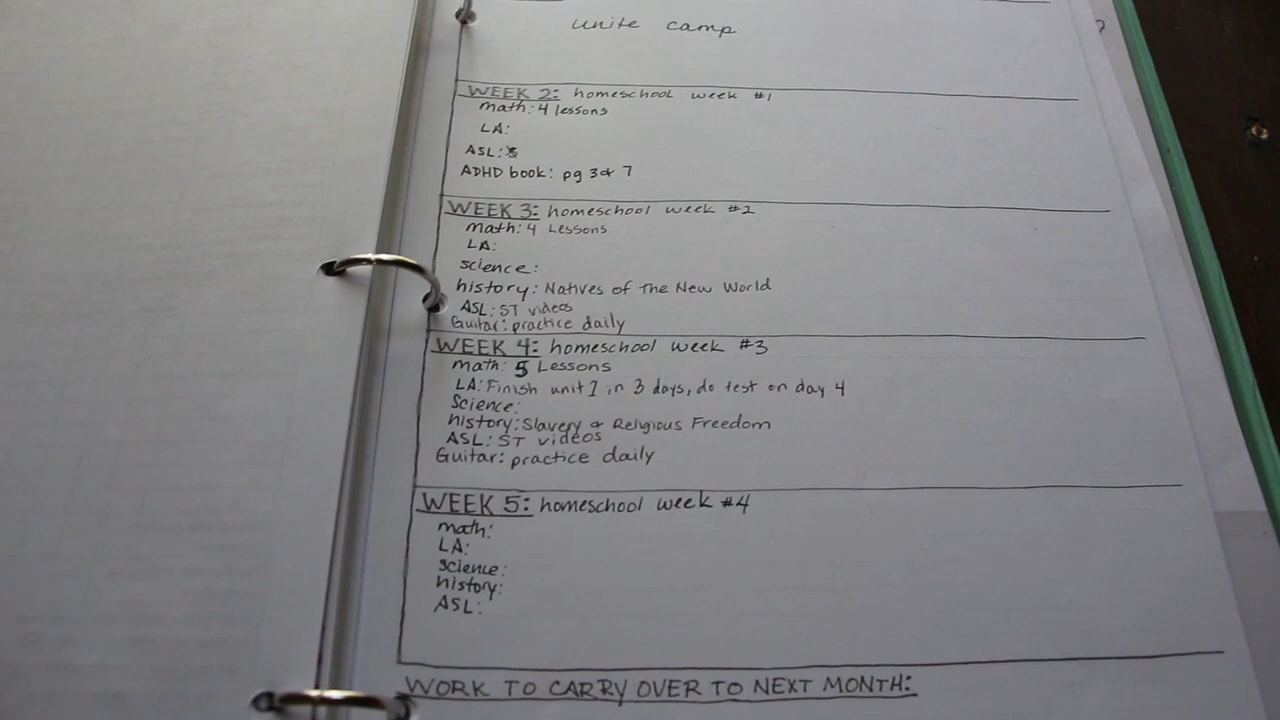 unite camp
WEEK 2: homeschool week #1
math: 4 lessons
LA:
ASL:
ADHD book: pg 3 & 7
WEEK 3: homeschool week #2
math: 4 Lessons
LA:
science:
history: Natives of The New World
ASL: ST videos
Guitar: practice daily
WEEK 4: homeschool week #3
math: 5 Lessons
LA: Finish unit 1 in 3 days, do test on day 4
Science:
history: Slavery & Religious Freedom
ASL: ST videos
Guitar: practice daily
WEEK 5: homeschool week #4
math:
LA:
science:
history:
ASL:
WORK TO CARRY OVER TO NEXT MONTH: